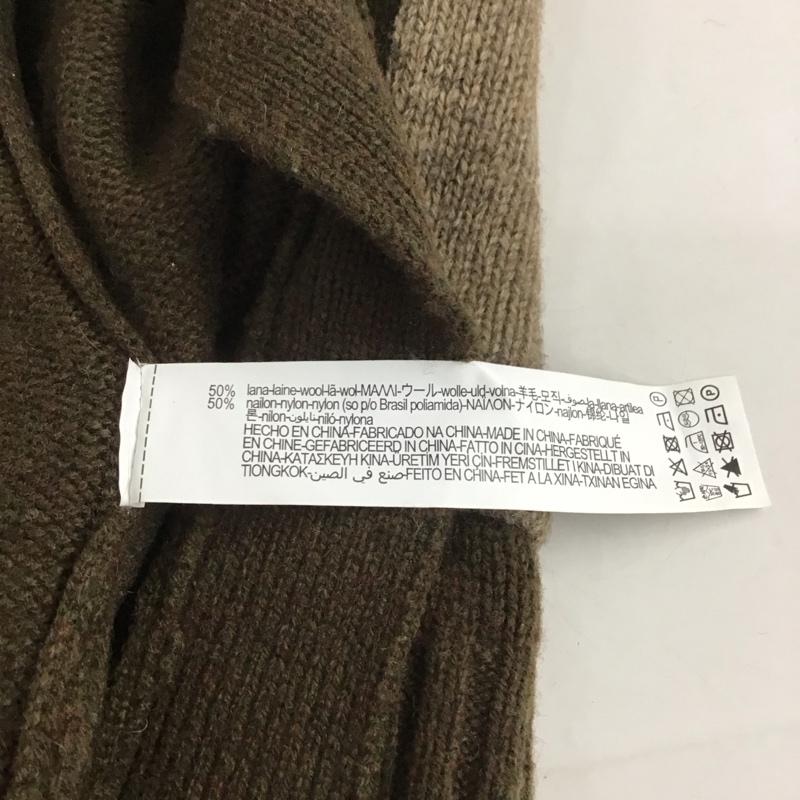 50% lana-laine-wool-lã-wol-ΜΑΛΛΙ-ウール-wolle-uld-volna-羊毛-모직-صوف-llana-artilea
50% nailon-nylon-nylon (so p/o Brasil poliamida)-ΝΑΪΛΟΝ-ナイロン-najlon-锦纶-나일
론-nilon-نايلون-niló-nylona
HECHO EN CHINA-FABRICADO NA CHINA-MADE IN CHINA-FABRIQUÉ
EN CHINE-GEFABRICEERD IN CHINA-FATTO IN CINA-HERGESTELLT IN
CHINA-ΚΑΤΑΣΚΕΥΗ ΚΙΝΑ-ÜRETİM YERİ ÇİN-FREMSTILLET I KINA-DIBUAT DI
TIONGKOK-صنع في الصين-FEITO EN CHINA-FET A LA XINA-TXINAN EGINA